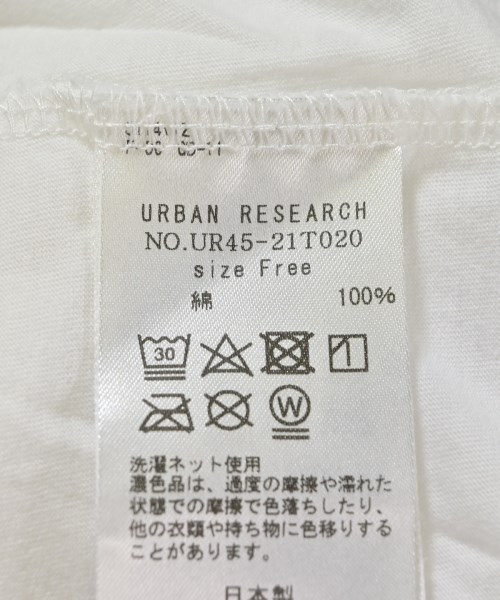 URBAN RESEARCH
NO.UR45-21T020
size Free
綿 100%
30
W
洗濯ネット使用
濃色品は、過度の摩擦や濡れた
状態での摩擦で色落ちしたり、
他の衣類や持ち物に色移りする
ことがあります。
日本製